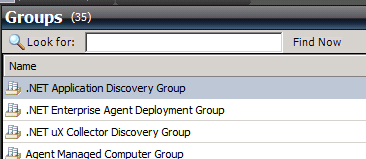 Groups (35)
Look for: Find Now
Name
.NET Application Discovery Group
.NET Enterprise Agent Deployment Group
.NET uX Collector Discovery Group
Agent Managed Computer Group